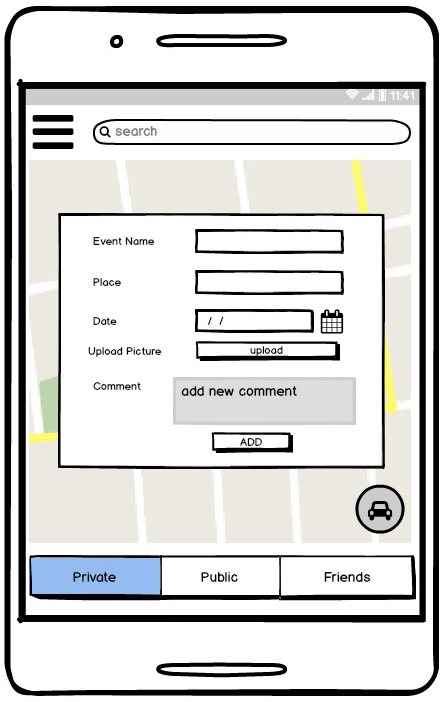 11:41
search
Event Name
Place
Date / /
Upload Picture upload
Comment add new comment
ADD
Private Public Friends